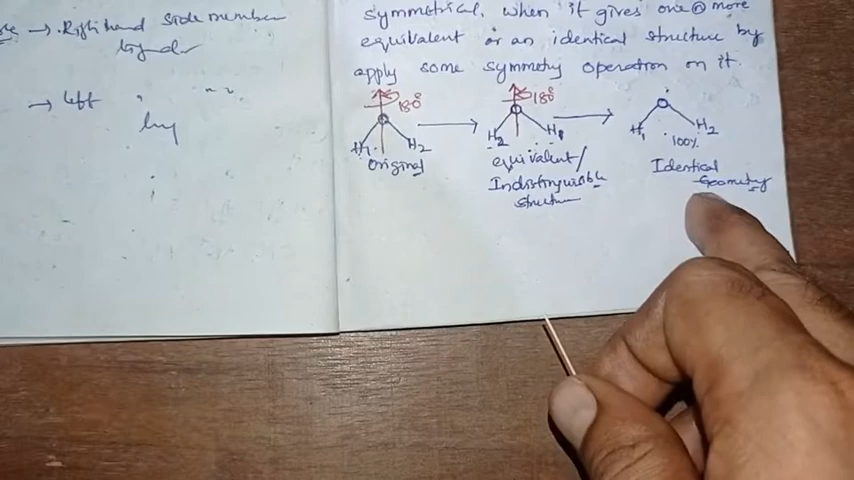 → Right hand side member
→ left
symmetrical, when it gives one or more
equivalent or an identical structure by
apply some symmetry operation on it.
180° 180°
H1 H2 H2 H1 H1 H2
100%
Original equivalent/ Identical
Indistinguisable Geometry
structure